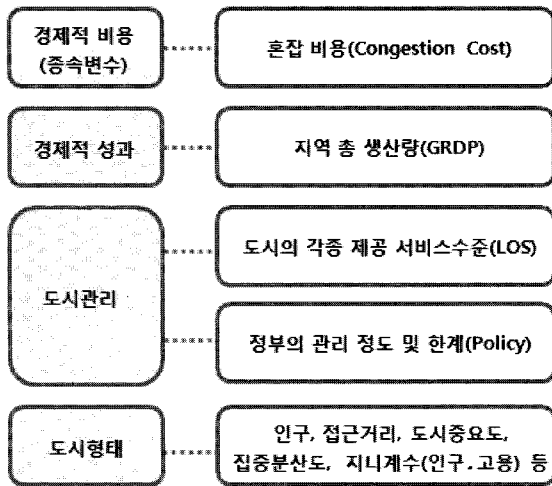 경제적 비용
(종속변수)
혼잡 비용(Congestion Cost)
경제적 성과
지역 총 생산량(GRDP)
도시관리
도시의 각종 제공 서비스수준(LOS)
정부의 관리 정도 및 한계(Policy)
도시형태
인구, 접근거리, 도시중요도,
집중분산도, 지니계수(인구.고용) 등